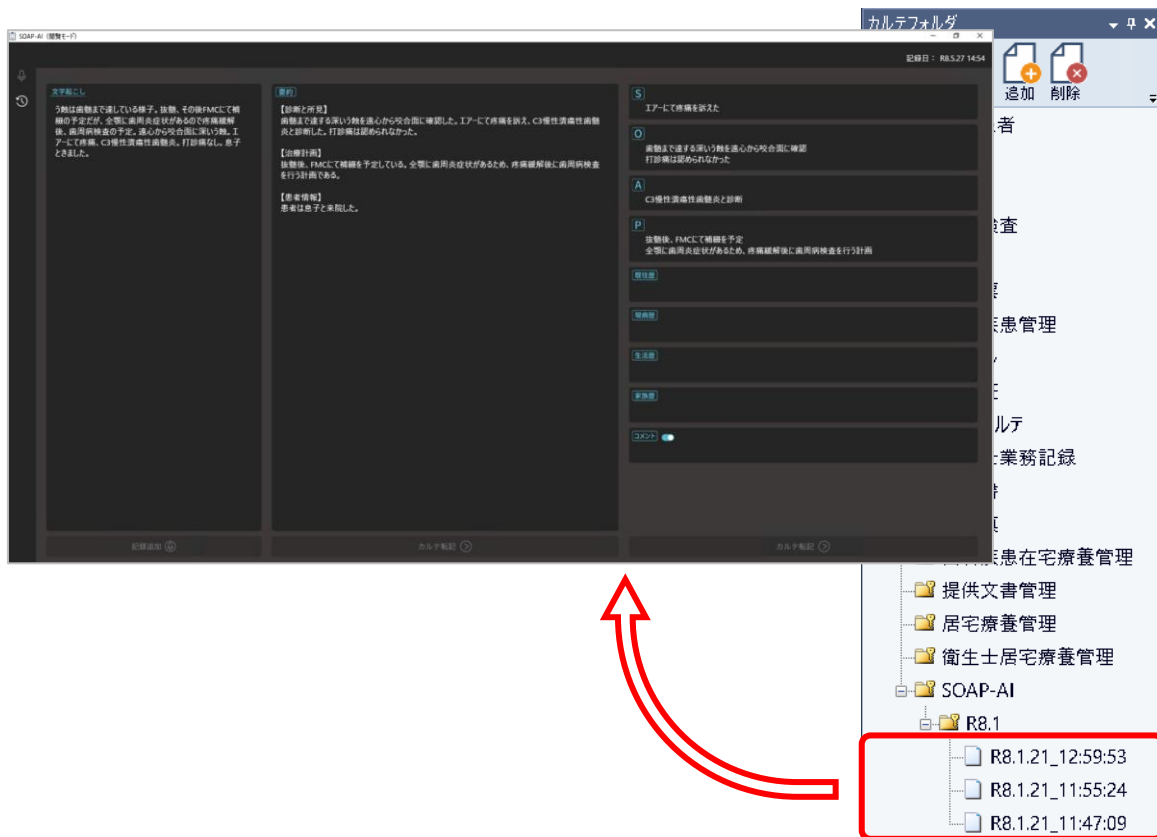 カルテフォルダ
SOAP-AI (閲覧モード)
記録日： R8.5.27 14:54
追加 削除
文字起こし
う蝕は歯髄まで達している様子。抜髄、その後FMCにて補
綴の予定だが、全顎に歯周炎症状があるので疼痛緩解
後、歯周病検査の予定。遠心から咬合面に深いう蝕。エ
アーにて疼痛、C3慢性潰瘍性歯髄炎。打診痛なし。息子
ときました。
記録追加
要約
【診断と所見】
歯髄まで達する深いう蝕を遠心から咬合面に確認した。エアーにて疼痛を訴え、C3慢性潰瘍性歯髄
炎と診断した。打診痛は認められなかった。
【治療計画】
抜髄後、FMCにて補綴を予定している。全顎に歯周炎症状があるため、疼痛緩解後に歯周病検査
を行う計画である。
【患者情報】
患者は息子と来院した。
カルテ転記
S
エアーにて疼痛を訴えた
O
歯髄まで達する深いう蝕を遠心から咬合面に確認
打診痛は認められなかった
A
C3慢性潰瘍性歯髄炎と診断
P
抜髄後、FMCにて補綴を予定
全顎に歯周炎症状があるため、疼痛緩解後に歯周病検査を行う計画
既往歴
現病歴
生活歴
家族歴
コメント
カルテ転記
者
査
疾患管理
ルテ
業務記録
疾患在宅療養管理
提供文書管理
居宅療養管理
衛生士居宅療養管理
SOAP-AI
R8.1
R8.1.21_12:59:53
R8.1.21_11:55:24
R8.1.21_11:47:09